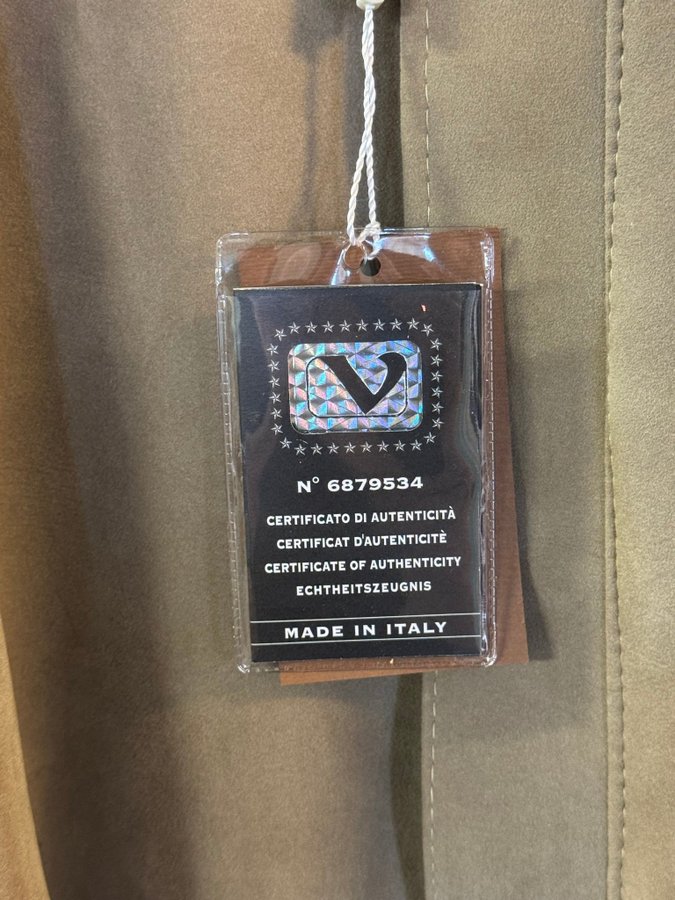 V
N° 6879534
CERTIFICATO DI AUTENTICITÀ
CERTIFICAT D'AUTENTICITÈ
CERTIFICATE OF AUTHENTICITY
ECHTHEITSZEUGNIS
MADE IN ITALY